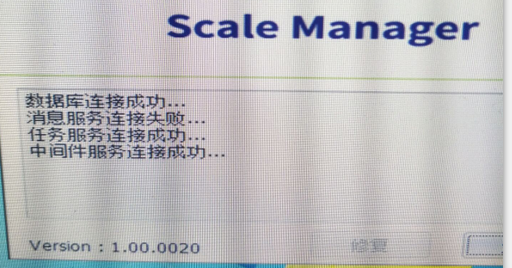 Scale Manager
数据库连接成功...
消息服务连接失败...
任务服务连接成功...
中间件服务连接成功...
Version : 1.00.0020
修复